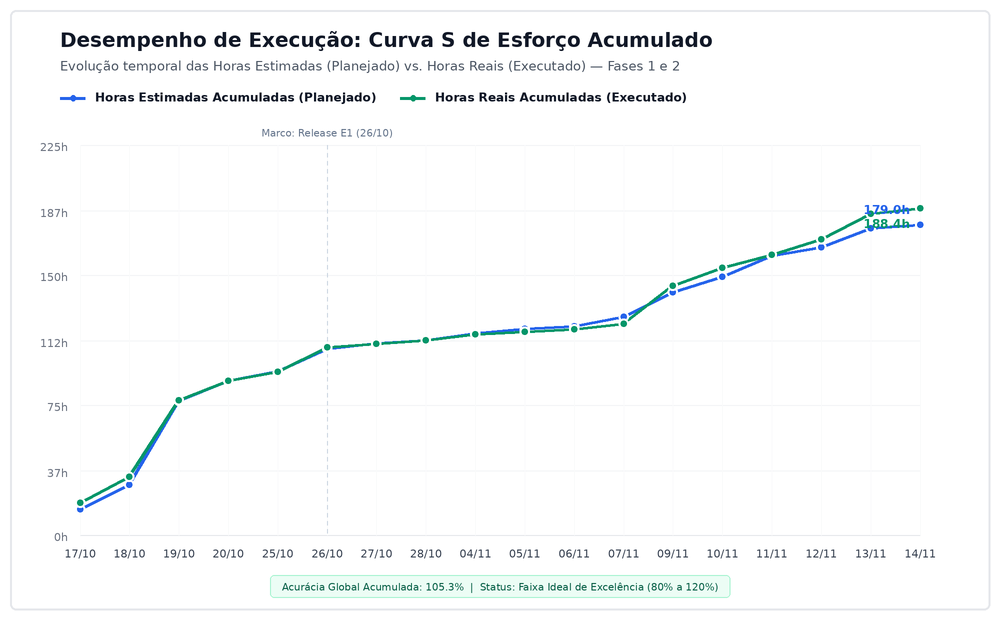 Desempenho de Execução: Curva S de Esforço Acumulado
Evolução temporal das Horas Estimadas (Planejado) vs. Horas Reais (Executado) — Fases 1 e 2
Horas Estimadas Acumuladas (Planejado) Horas Reais Acumuladas (Executado)
Marco: Release E1 (26/10)
225h
187h
150h
112h
75h
37h
0h
179.0h
188.4h
17/10 18/10 19/10 20/10 25/10 26/10 27/10 28/10 04/11 05/11 06/11 07/11 09/11 10/11 11/11 12/11 13/11 14/11
Acurácia Global Acumulada: 105.3% | Status: Faixa Ideal de Excelência (80% a 120%)